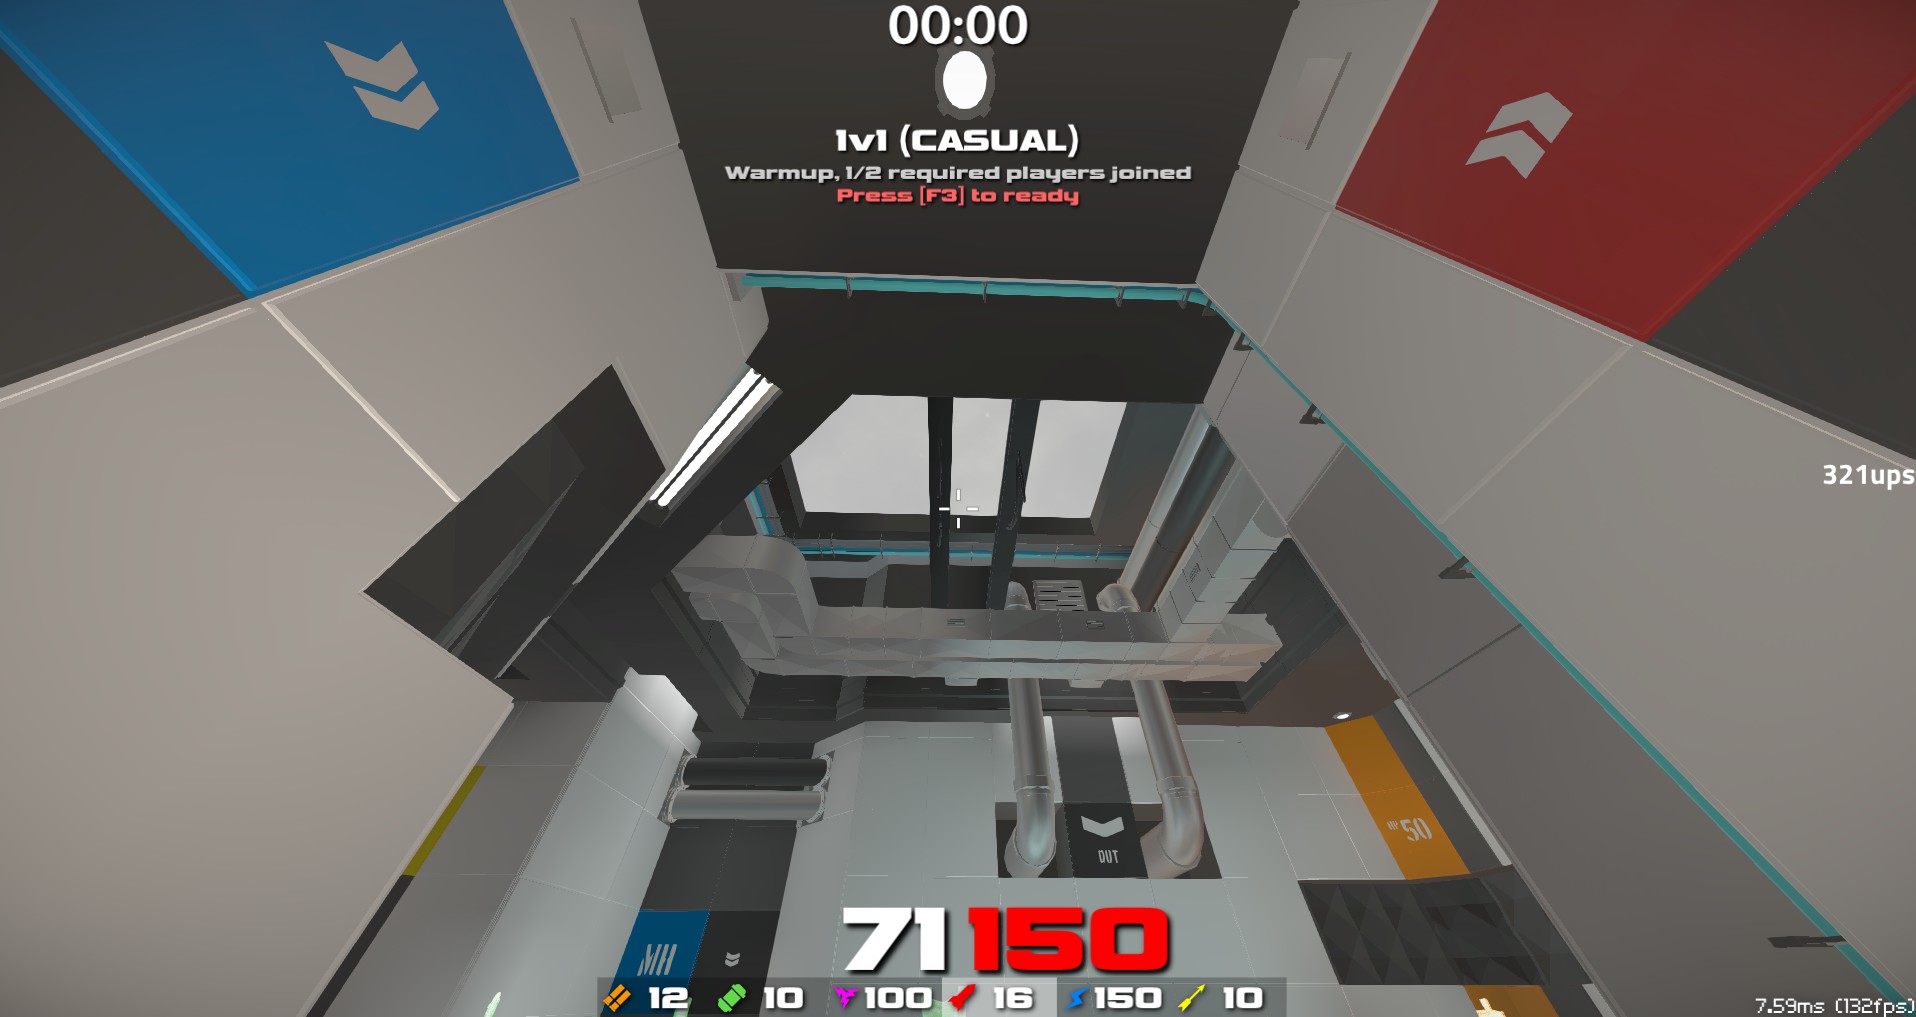 00:00
1v1 (CASUAL)
Warmup, 1/2 required players joined
Press [F3] to ready
321ups
50
OUT
MH
71 150
12 10 100 16 150 10
7.59ms (132fps)